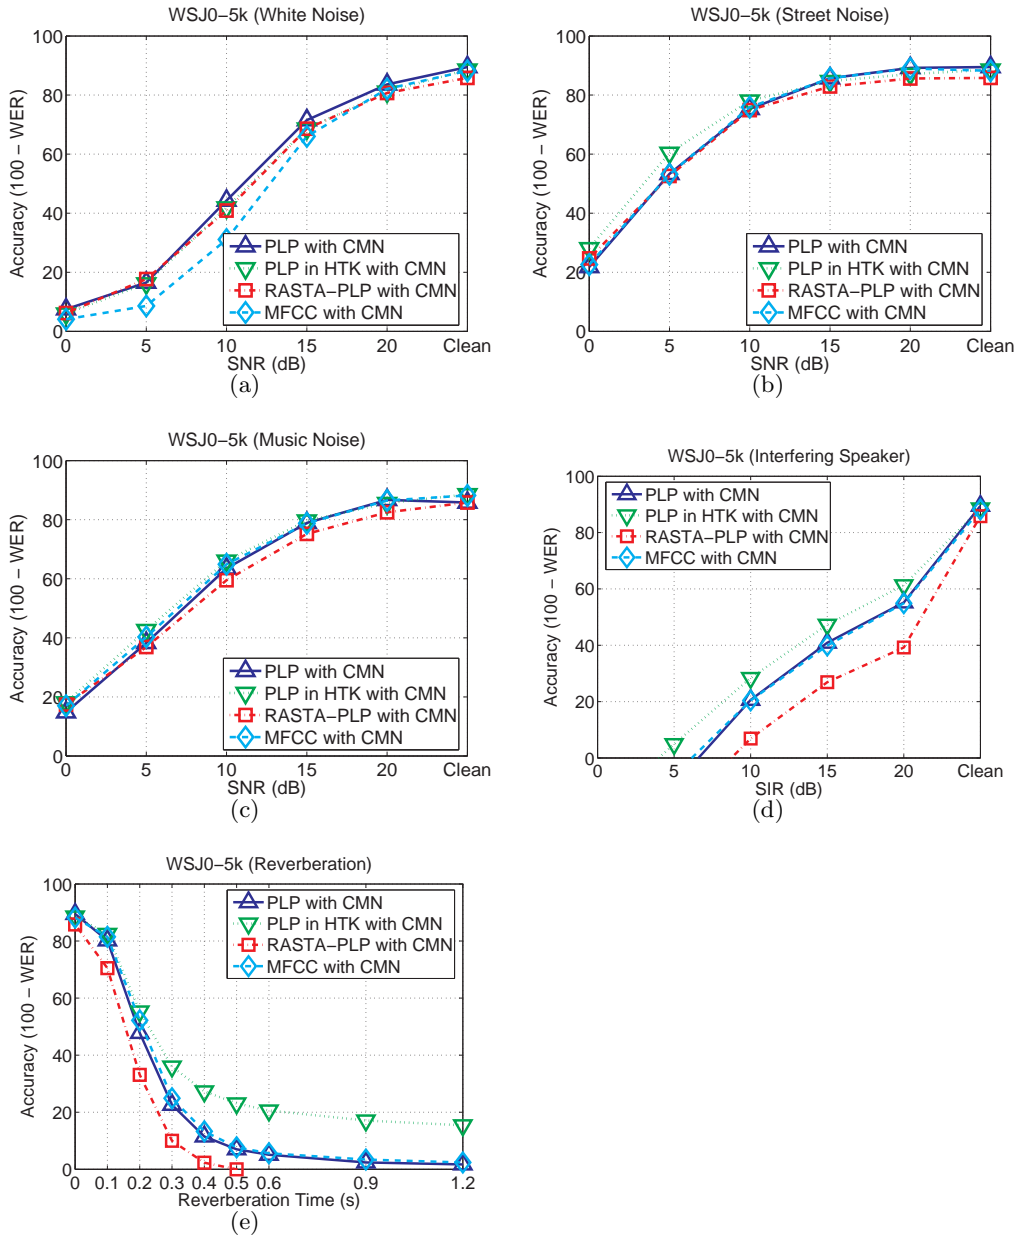 WSJ0−5k (White Noise)
Accuracy (100 − WER)
100
80
60
40
20
0
PLP with CMN
PLP in HTK with CMN
RASTA−PLP with CMN
MFCC with CMN
0 5 10 15 20 Clean
SNR (dB)
(a)
WSJ0−5k (Street Noise)
Accuracy (100 − WER)
100
80
60
40
20
0
PLP with CMN
PLP in HTK with CMN
RASTA−PLP with CMN
MFCC with CMN
0 5 10 15 20 Clean
SNR (dB)
(b)
WSJ0−5k (Music Noise)
Accuracy (100 − WER)
100
80
60
40
20
0
PLP with CMN
PLP in HTK with CMN
RASTA−PLP with CMN
MFCC with CMN
0 5 10 15 20 Clean
SNR (dB)
(c)
WSJ0−5k (Interfering Speaker)
Accuracy (100 − WER)
100
80
60
40
20
0
PLP with CMN
PLP in HTK with CMN
RASTA−PLP with CMN
MFCC with CMN
0 5 10 15 20 Clean
SIR (dB)
(d)
WSJ0−5k (Reverberation)
Accuracy (100 − WER)
100
80
60
40
20
0
PLP with CMN
PLP in HTK with CMN
RASTA−PLP with CMN
MFCC with CMN
0 0.1 0.2 0.3 0.4 0.5 0.6 0.9 1.2
Reverberation Time (s)
(e)